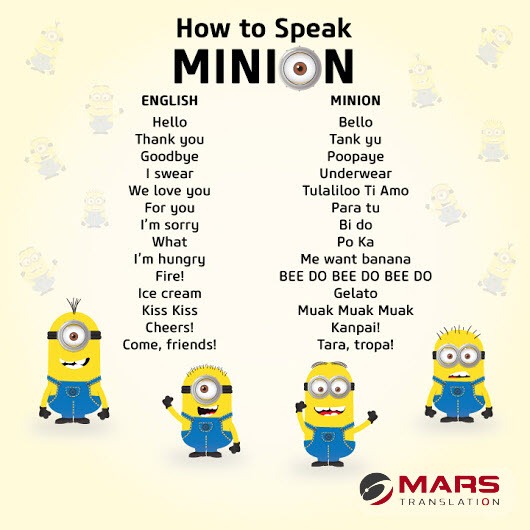 How to Speak
MINION
ENGLISH MINION
Hello Bello
Thank you Tank yu
Goodbye Poopaye
I swear Underwear
We love you Tulaliloo Ti Amo
For you Para tu
I'm sorry Bi do
What Po Ka
I'm hungry Me want banana
Fire! BEE DO BEE DO BEE DO
Ice cream Gelato
Kiss Kiss Muak Muak Muak
Cheers! Kanpai!
Come, friends! Tara, tropa!
MARS
TRANSLATION